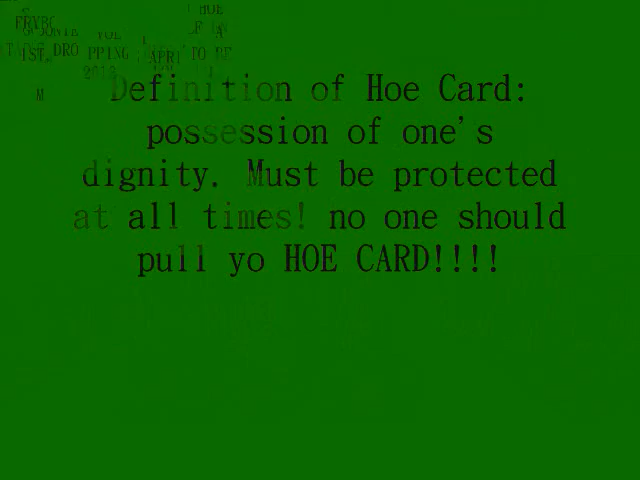 Definition of Hoe Card:
possession of one's
dignity. Must be protected
at all times! no one should
pull yo HOE CARD!!!!